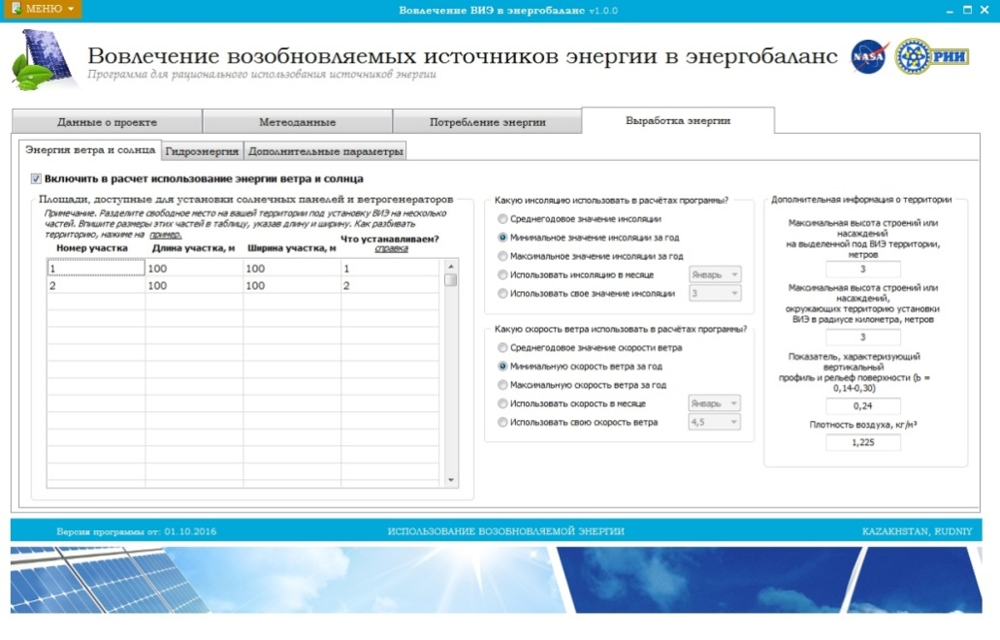 МЕНЮ
Вовлечение ВИЭ в энергобаланс v1.0.0
Вовлечение возобновляемых источников энергии в энергобаланс
Программа для рационального использования источников энергии
NASA
РИИ
Данные о проекте
Метеоданные
Потребление энергии
Выработка энергии
Энергия ветра и солнца
Гидроэнергия
Дополнительные параметры
Включить в расчет использование энергии ветра и солнца
Площади, доступные для установки солнечных панелей и ветрогенераторов
Примечание. Разделите свободное место на вашей территории под установку ВИЭ на несколько
частей. Впишите размеры этих частей в таблицу, указав длину и ширину. Как разбивать
территорию, нажмите на пример.
Номер участка
Длина участка, м
Ширина участка, м
Что устанавливаем?
справка
1 100 100 1
2 100 100 2
Какую инсоляцию использовать в расчётах программы?
Среднегодовое значение инсоляции
Минимальное значение инсоляции за год
Максимальное значение инсоляции за год
Использовать инсоляцию в месяце
Январь
Использовать свое значение инсоляции
3
Какую скорость ветра использовать в расчётах программы?
Среднегодовое значение скорости ветра
Минимальную скорость ветра за год
Максимальную скорость ветра за год
Использовать скорость в месяце
Январь
Использовать свою скорость ветра
4,5
Дополнительная информация о территории
Максимальная высота строений или
насаждений
на выделенной под ВИЭ территории,
метров
3
Максимальная высота строений или
насаждений,
окружающих территорию установки
ВИЭ в радиусе километра, метров
3
Показатель, характеризующий
вертикальный
профиль и рельеф поверхности (b =
0,14-0,30)
0,24
Плотность воздуха, кг/м³
1,225
Версия программы от: 01.10.2016
ИСПОЛЬЗОВАНИЕ ВОЗОБНОВЛЯЕМОЙ ЭНЕРГИИ
KAZAKHSTAN, RUDNIY